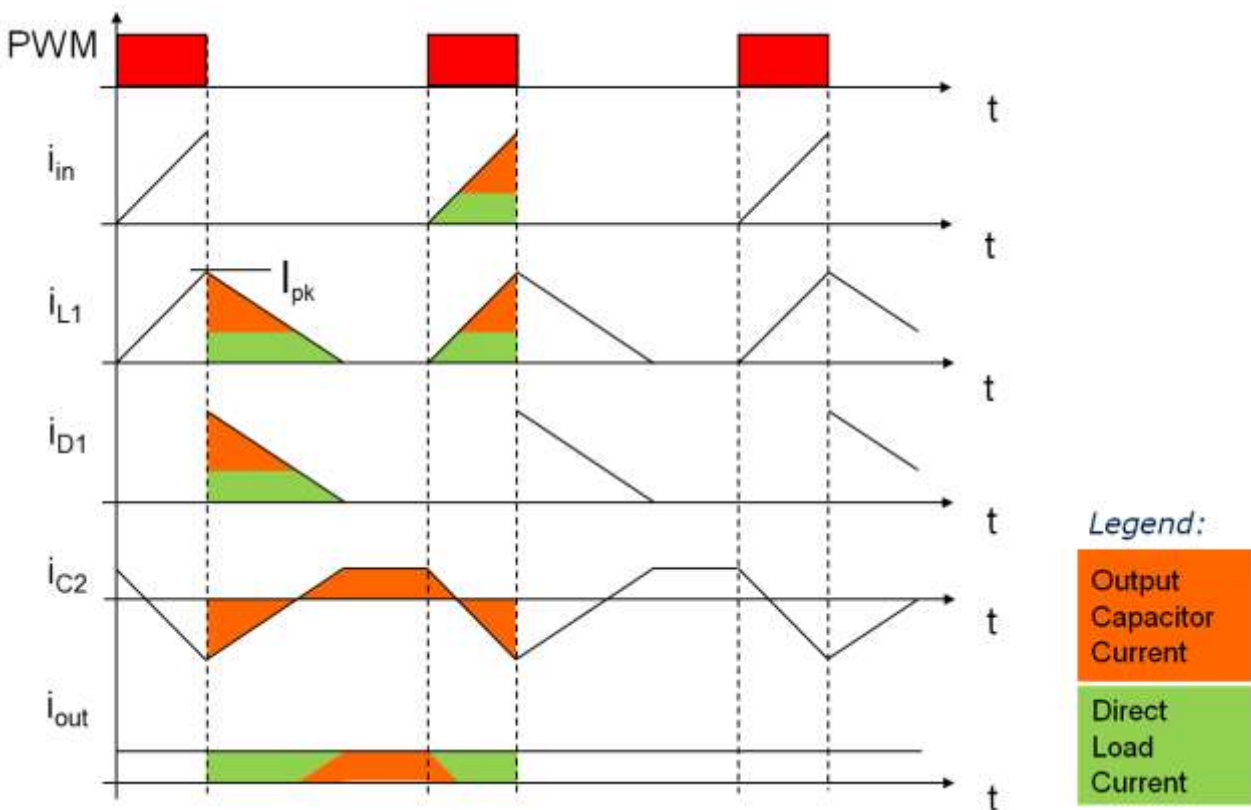 PWM
t
i_in
t
I_pk
i_L1
t
i_D1
t
Legend:
i_C2
Output
Capacitor
Current
t
i_out
Direct
Load
Current
t